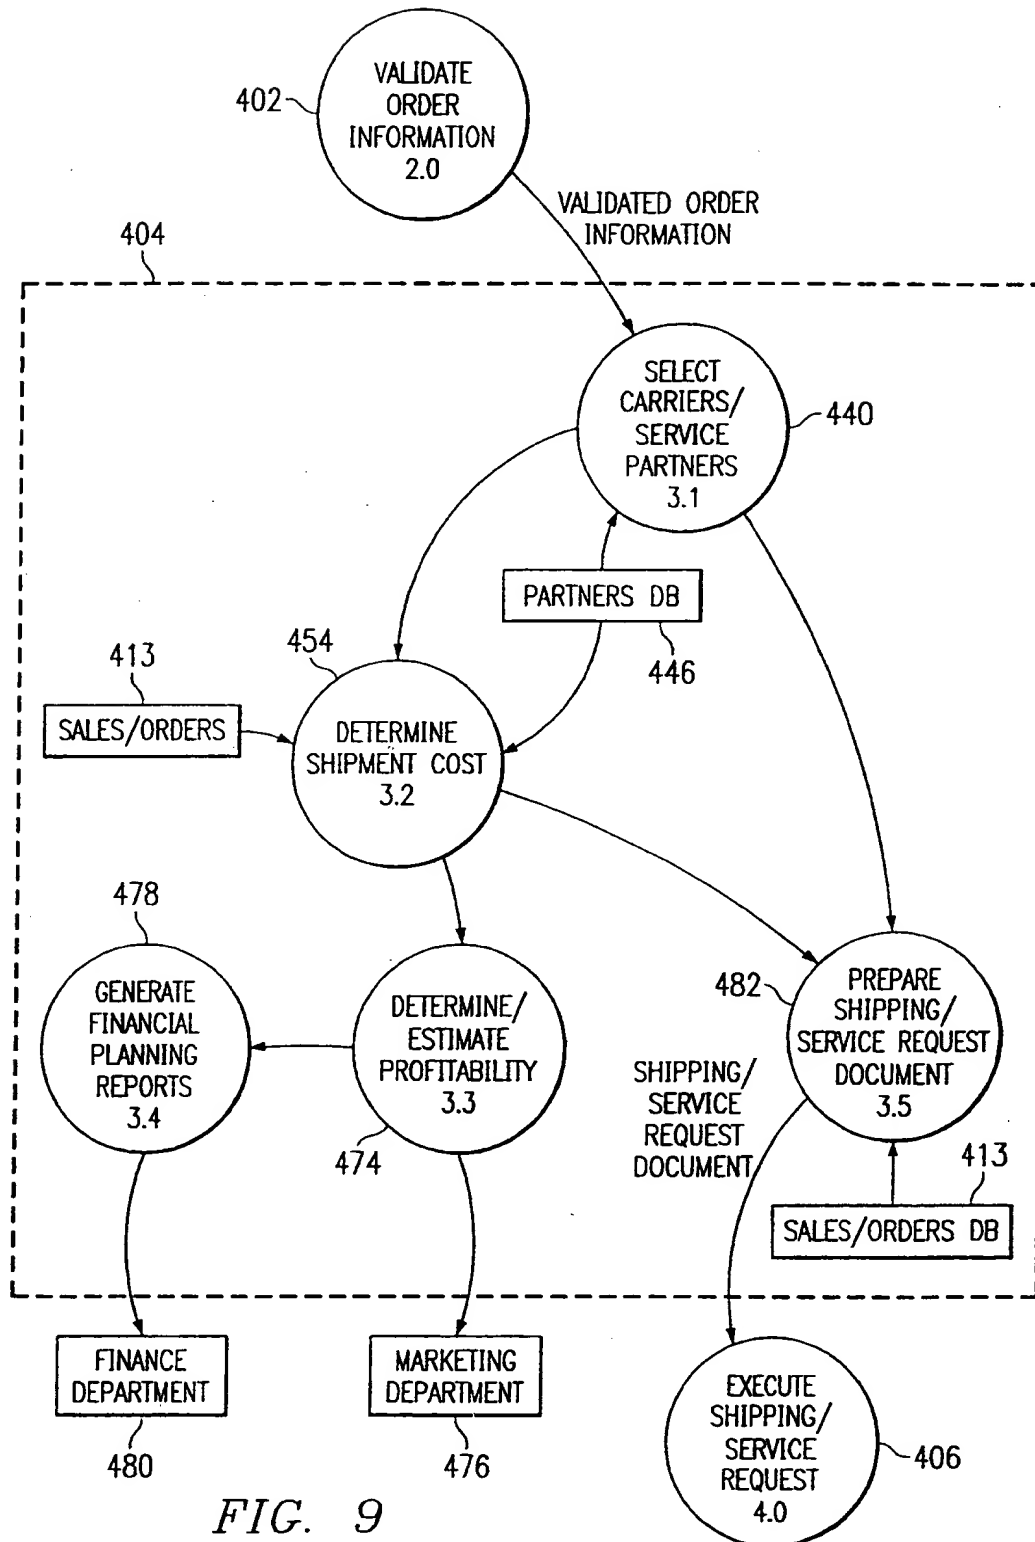 VALIDATE
ORDER
INFORMATION
2.0
402
VALIDATED ORDER
INFORMATION
404
SELECT
CARRIERS/
SERVICE
PARTNERS
3.1
440
PARTNERS DB
446
454
413
SALES/ORDERS
DETERMINE
SHIPMENT COST
3.2
478
GENERATE
FINANCIAL
PLANNING
REPORTS
3.4
DETERMINE/
ESTIMATE
PROFITABILITY
3.3
474
482
PREPARE
SHIPPING/
SERVICE REQUEST
DOCUMENT
3.5
SHIPPING/
SERVICE
REQUEST
DOCUMENT
413
SALES/ORDERS DB
FINANCE
DEPARTMENT
480
MARKETING
DEPARTMENT
476
EXECUTE
SHIPPING/
SERVICE
REQUEST
4.0
406
FIG. 9